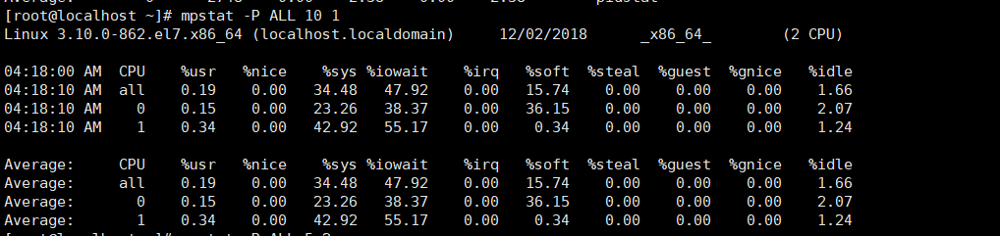 [root@localhost ~]# mpstat -P ALL 10 1
Linux 3.10.0-862.el7.x86_64 (localhost.localdomain) 12/02/2018 _x86_64_ (2 CPU)
04:18:00 AM CPU %usr %nice %sys %iowait %irq %soft %steal %guest %gnice %idle
04:18:10 AM all 0.19 0.00 34.48 47.92 0.00 15.74 0.00 0.00 0.00 1.66
04:18:10 AM 0 0.15 0.00 23.26 38.37 0.00 36.15 0.00 0.00 0.00 2.07
04:18:10 AM 1 0.34 0.00 42.92 55.17 0.00 0.34 0.00 0.00 0.00 1.24
Average: CPU %usr %nice %sys %iowait %irq %soft %steal %guest %gnice %idle
Average: all 0.19 0.00 34.48 47.92 0.00 15.74 0.00 0.00 0.00 1.66
Average: 0 0.15 0.00 23.26 38.37 0.00 36.15 0.00 0.00 0.00 2.07
Average: 1 0.34 0.00 42.92 55.17 0.00 0.34 0.00 0.00 0.00 1.24